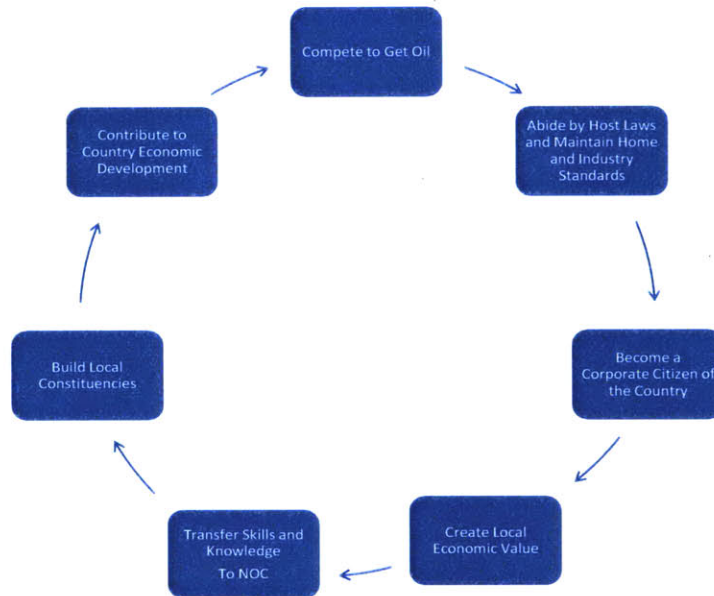 Compete to Get Oil
Abide by Host Laws
and Maintain Home
and Industry
Standards
Become a
Corporate Citizen of
the Country
Create Local
Economic Value
Transfer Skills and
Knowledge
To NOC
Build Local
Constituencies
Contribute to
Country Economic
Development